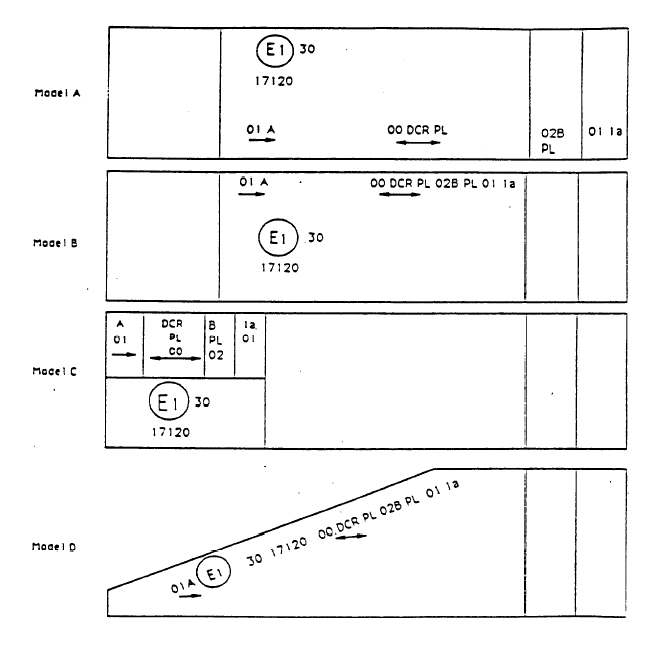 Model A
E1 30
17120
01 A
00 DCR PL
02B
PL
01 1a
Model B
01 A
00 DCR PL 02B PL 01 1a
E1 30
17120
Model C
A
01
DCR
PL
00
B
PL
02
1a
01
E1 30
17120
Model D
01A E1 30 17120 00 DCR PL 02B PL 01 1a